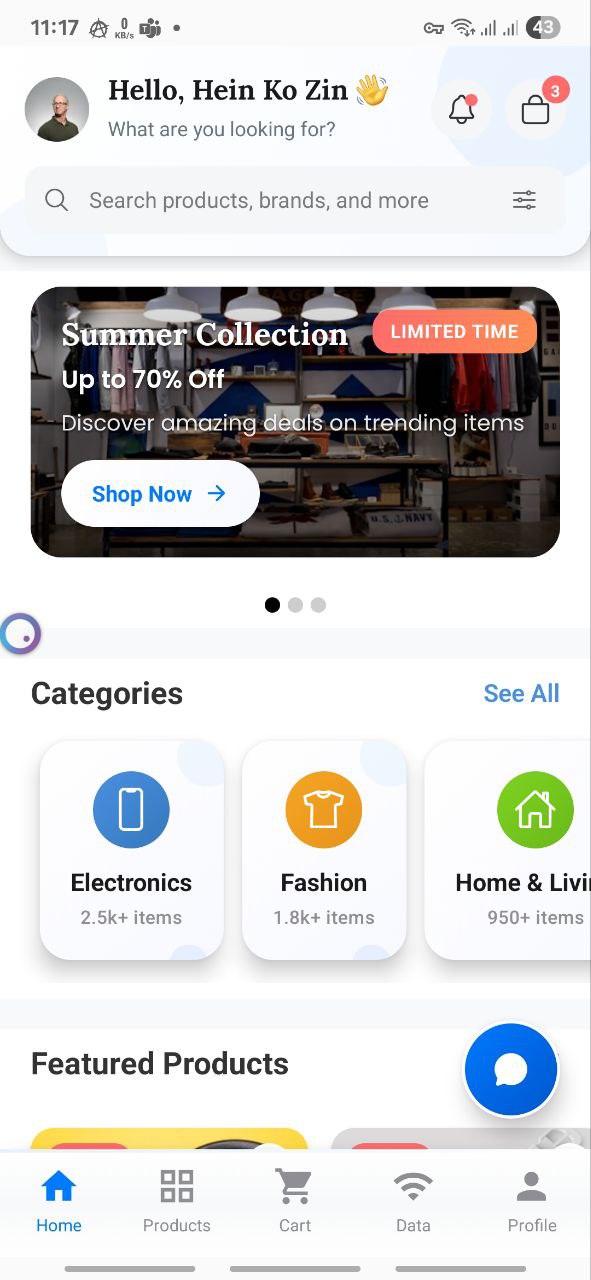 11:17 0 KB/s 43
Hello, Hein Ko Zin 👋
What are you looking for?
3
Search products, brands, and more
Summer Collection
LIMITED TIME
Up to 70% Off
Discover amazing deals on trending items
Shop Now →
U.S. NAVY
Categories
See All
Electronics
Fashion
Home & Livi
2.5k+ items
1.8k+ items
950+ items
Featured Products
Home
Products
Cart
Data
Profile